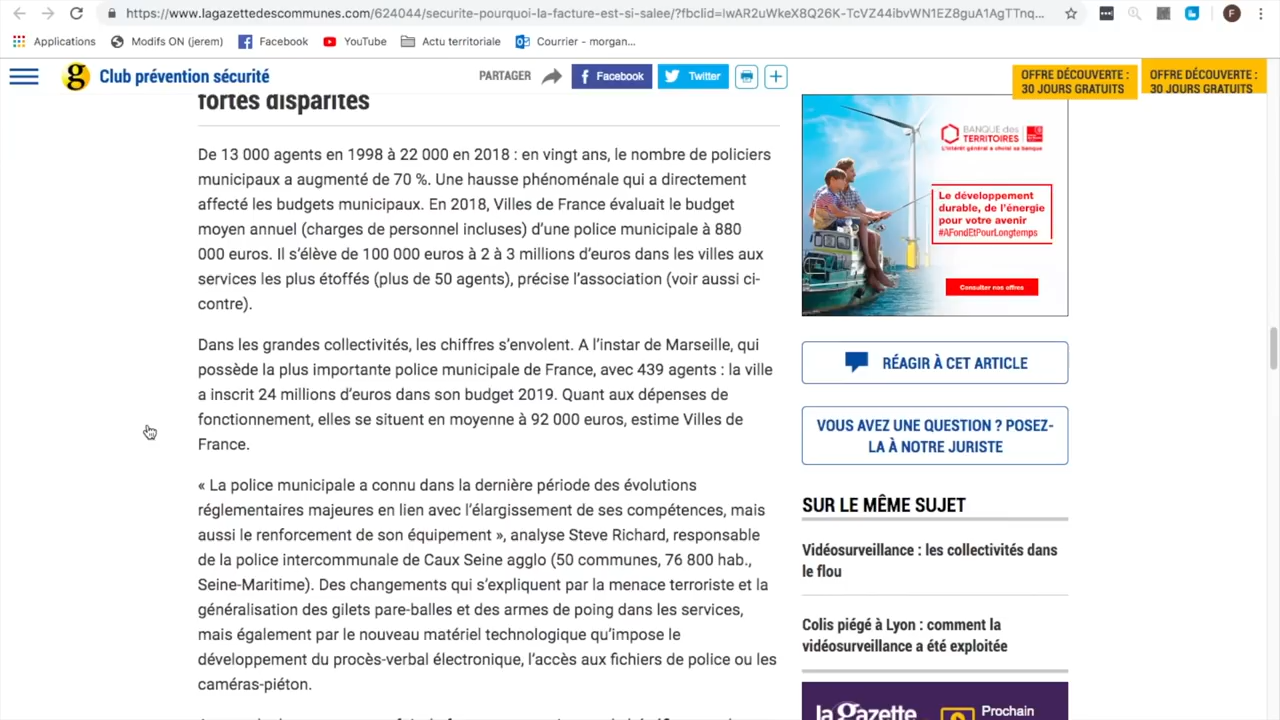 https://www.lagazettedescommunes.com/624044/securite-pourquoi-la-facture-est-si-salee/?fbclid=IwAR2uWkeX8Q26K-TcVZ44ibvWN1EZ8guA1AgTTnq...
F
Applications
Modifs ON (jerem)
Facebook
YouTube
Actu territoriale
Courrier - morgan...
g
Club prévention sécurité
PARTAGER
Facebook
Twitter
OFFRE DÉCOUVERTE :
30 JOURS GRATUITS
OFFRE DÉCOUVERTE :
30 JOURS GRATUITS
fortes disparités
De 13 000 agents en 1998 à 22 000 en 2018 : en vingt ans, le nombre de policiers
municipaux a augmenté de 70 %. Une hausse phénoménale qui a directement
affecté les budgets municipaux. En 2018, Villes de France évaluait le budget
moyen annuel (charges de personnel incluses) d’une police municipale à 880
000 euros. Il s’élève de 100 000 euros à 2 à 3 millions d’euros dans les villes aux
services les plus étoffés (plus de 50 agents), précise l’association (voir aussi ci-
contre).
Dans les grandes collectivités, les chiffres s’envolent. A l’instar de Marseille, qui
possède la plus importante police municipale de France, avec 439 agents : la ville
a inscrit 24 millions d’euros dans son budget 2019. Quant aux dépenses de
fonctionnement, elles se situent en moyenne à 92 000 euros, estime Villes de
France.
« La police municipale a connu dans la dernière période des évolutions
réglementaires majeures en lien avec l’élargissement de ses compétences, mais
aussi le renforcement de son équipement », analyse Steve Richard, responsable
de la police intercommunale de Caux Seine agglo (50 communes, 76 800 hab.,
Seine-Maritime). Des changements qui s’expliquent par la menace terroriste et la
généralisation des gilets pare-balles et des armes de poing dans les services,
mais également par le nouveau matériel technologique qu’impose le
développement du procès-verbal électronique, l’accès aux fichiers de police ou les
caméras-piéton.
BANQUE des
TERRITOIRES
L'intérêt général a choisi sa banque
Le développement
durable, de l'énergie
pour votre avenir
#AFondEtPourLongtemps
Consulter nos offres
RÉAGIR À CET ARTICLE
VOUS AVEZ UNE QUESTION ? POSEZ-
LA À NOTRE JURISTE
SUR LE MÊME SUJET
Vidéosurveillance : les collectivités dans
le flou
Colis piégé à Lyon : comment la
vidéosurveillance a été exploitée
la gazette
Prochain